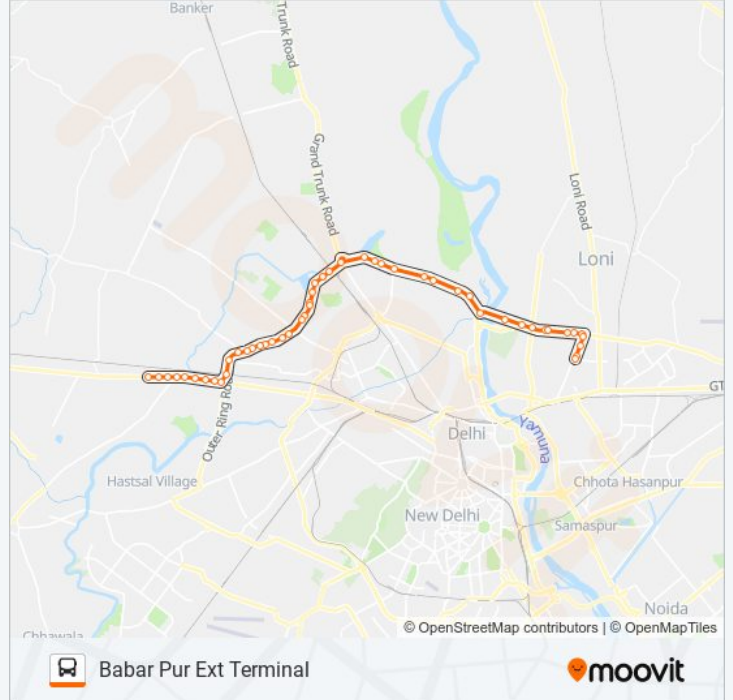 Banker
Trunk Road
Grand Trunk Road
Loni Road
Loni
GT
Outer Ring Roa
Delhi
Yamuna
Hastsal Village
Chhota Hasanpur
New Delhi
Samaspur
Noida
Chhawala
© OpenStreetMap contributors | © OpenMapTiles
Babar Pur Ext Terminal
moovit